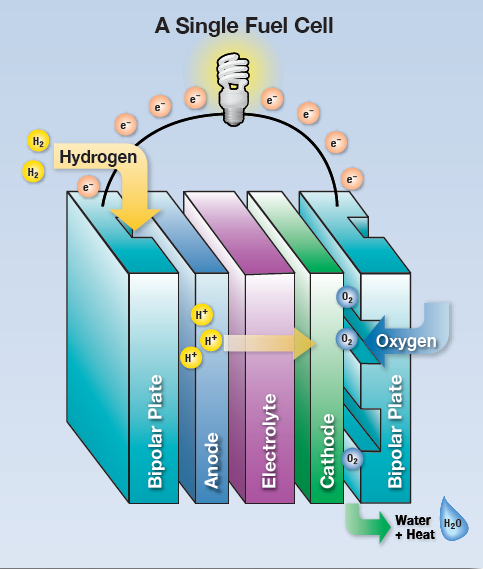 A Single Fuel Cell
e⁻
e⁻
e⁻
e⁻
e⁻
e⁻
e⁻
e⁻
H₂
H₂
Hydrogen
H⁺
H⁺
H⁺
O₂
O₂
O₂
Oxygen
Bipolar Plate
Anode
Electrolyte
Cathode
Bipolar Plate
Water
+ Heat
H₂O